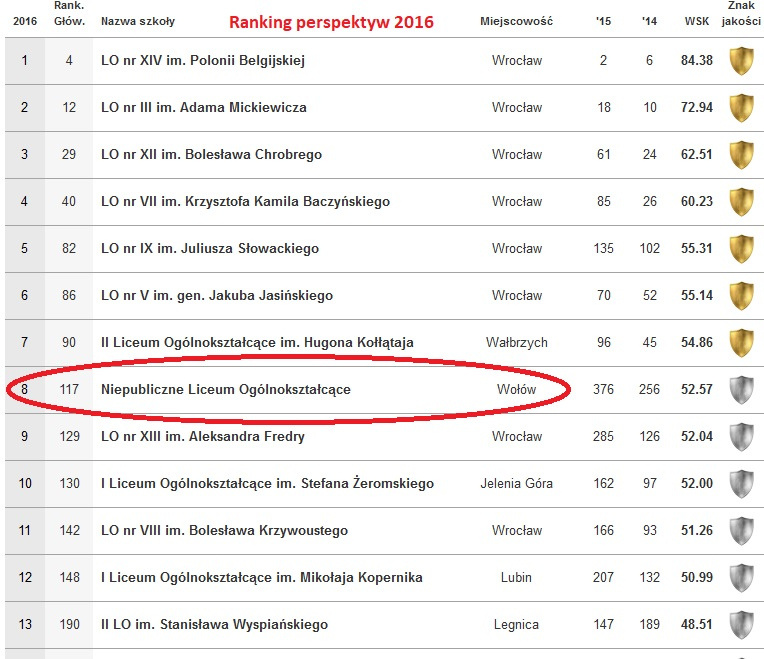 Rank. Znak
2016 Główn. Nazwa szkoły Ranking perspektyw 2016 Miejscowość '15 '14 WSK jakości
1 4 LO nr XIV im. Polonii Belgijskiej Wrocław 2 6 84.38
2 12 LO nr III im. Adama Mickiewicza Wrocław 18 10 72.94
3 29 LO nr XII im. Bolesława Chrobrego Wrocław 61 24 62.51
4 40 LO nr VII im. Krzysztofa Kamila Baczyńskiego Wrocław 85 26 60.23
5 82 LO nr IX im. Juliusza Słowackiego Wrocław 135 102 55.31
6 86 LO nr V im. gen. Jakuba Jasińskiego Wrocław 70 52 55.14
7 90 II Liceum Ogólnokształcące im. Hugona Kołłątaja Wałbrzych 96 45 54.86
8 117 Niepubliczne Liceum Ogólnokształcące Wołów 376 256 52.57
9 129 LO nr XIII im. Aleksandra Fredry Wrocław 285 126 52.04
10 130 I Liceum Ogólnokształcące im. Stefana Żeromskiego Jelenia Góra 162 97 52.00
11 142 LO nr VIII im. Bolesława Krzywoustego Wrocław 166 93 51.26
12 148 I Liceum Ogólnokształcące im. Mikołaja Kopernika Lubin 207 132 50.99
13 190 II LO im. Stanisława Wyspiańskiego Legnica 147 189 48.51